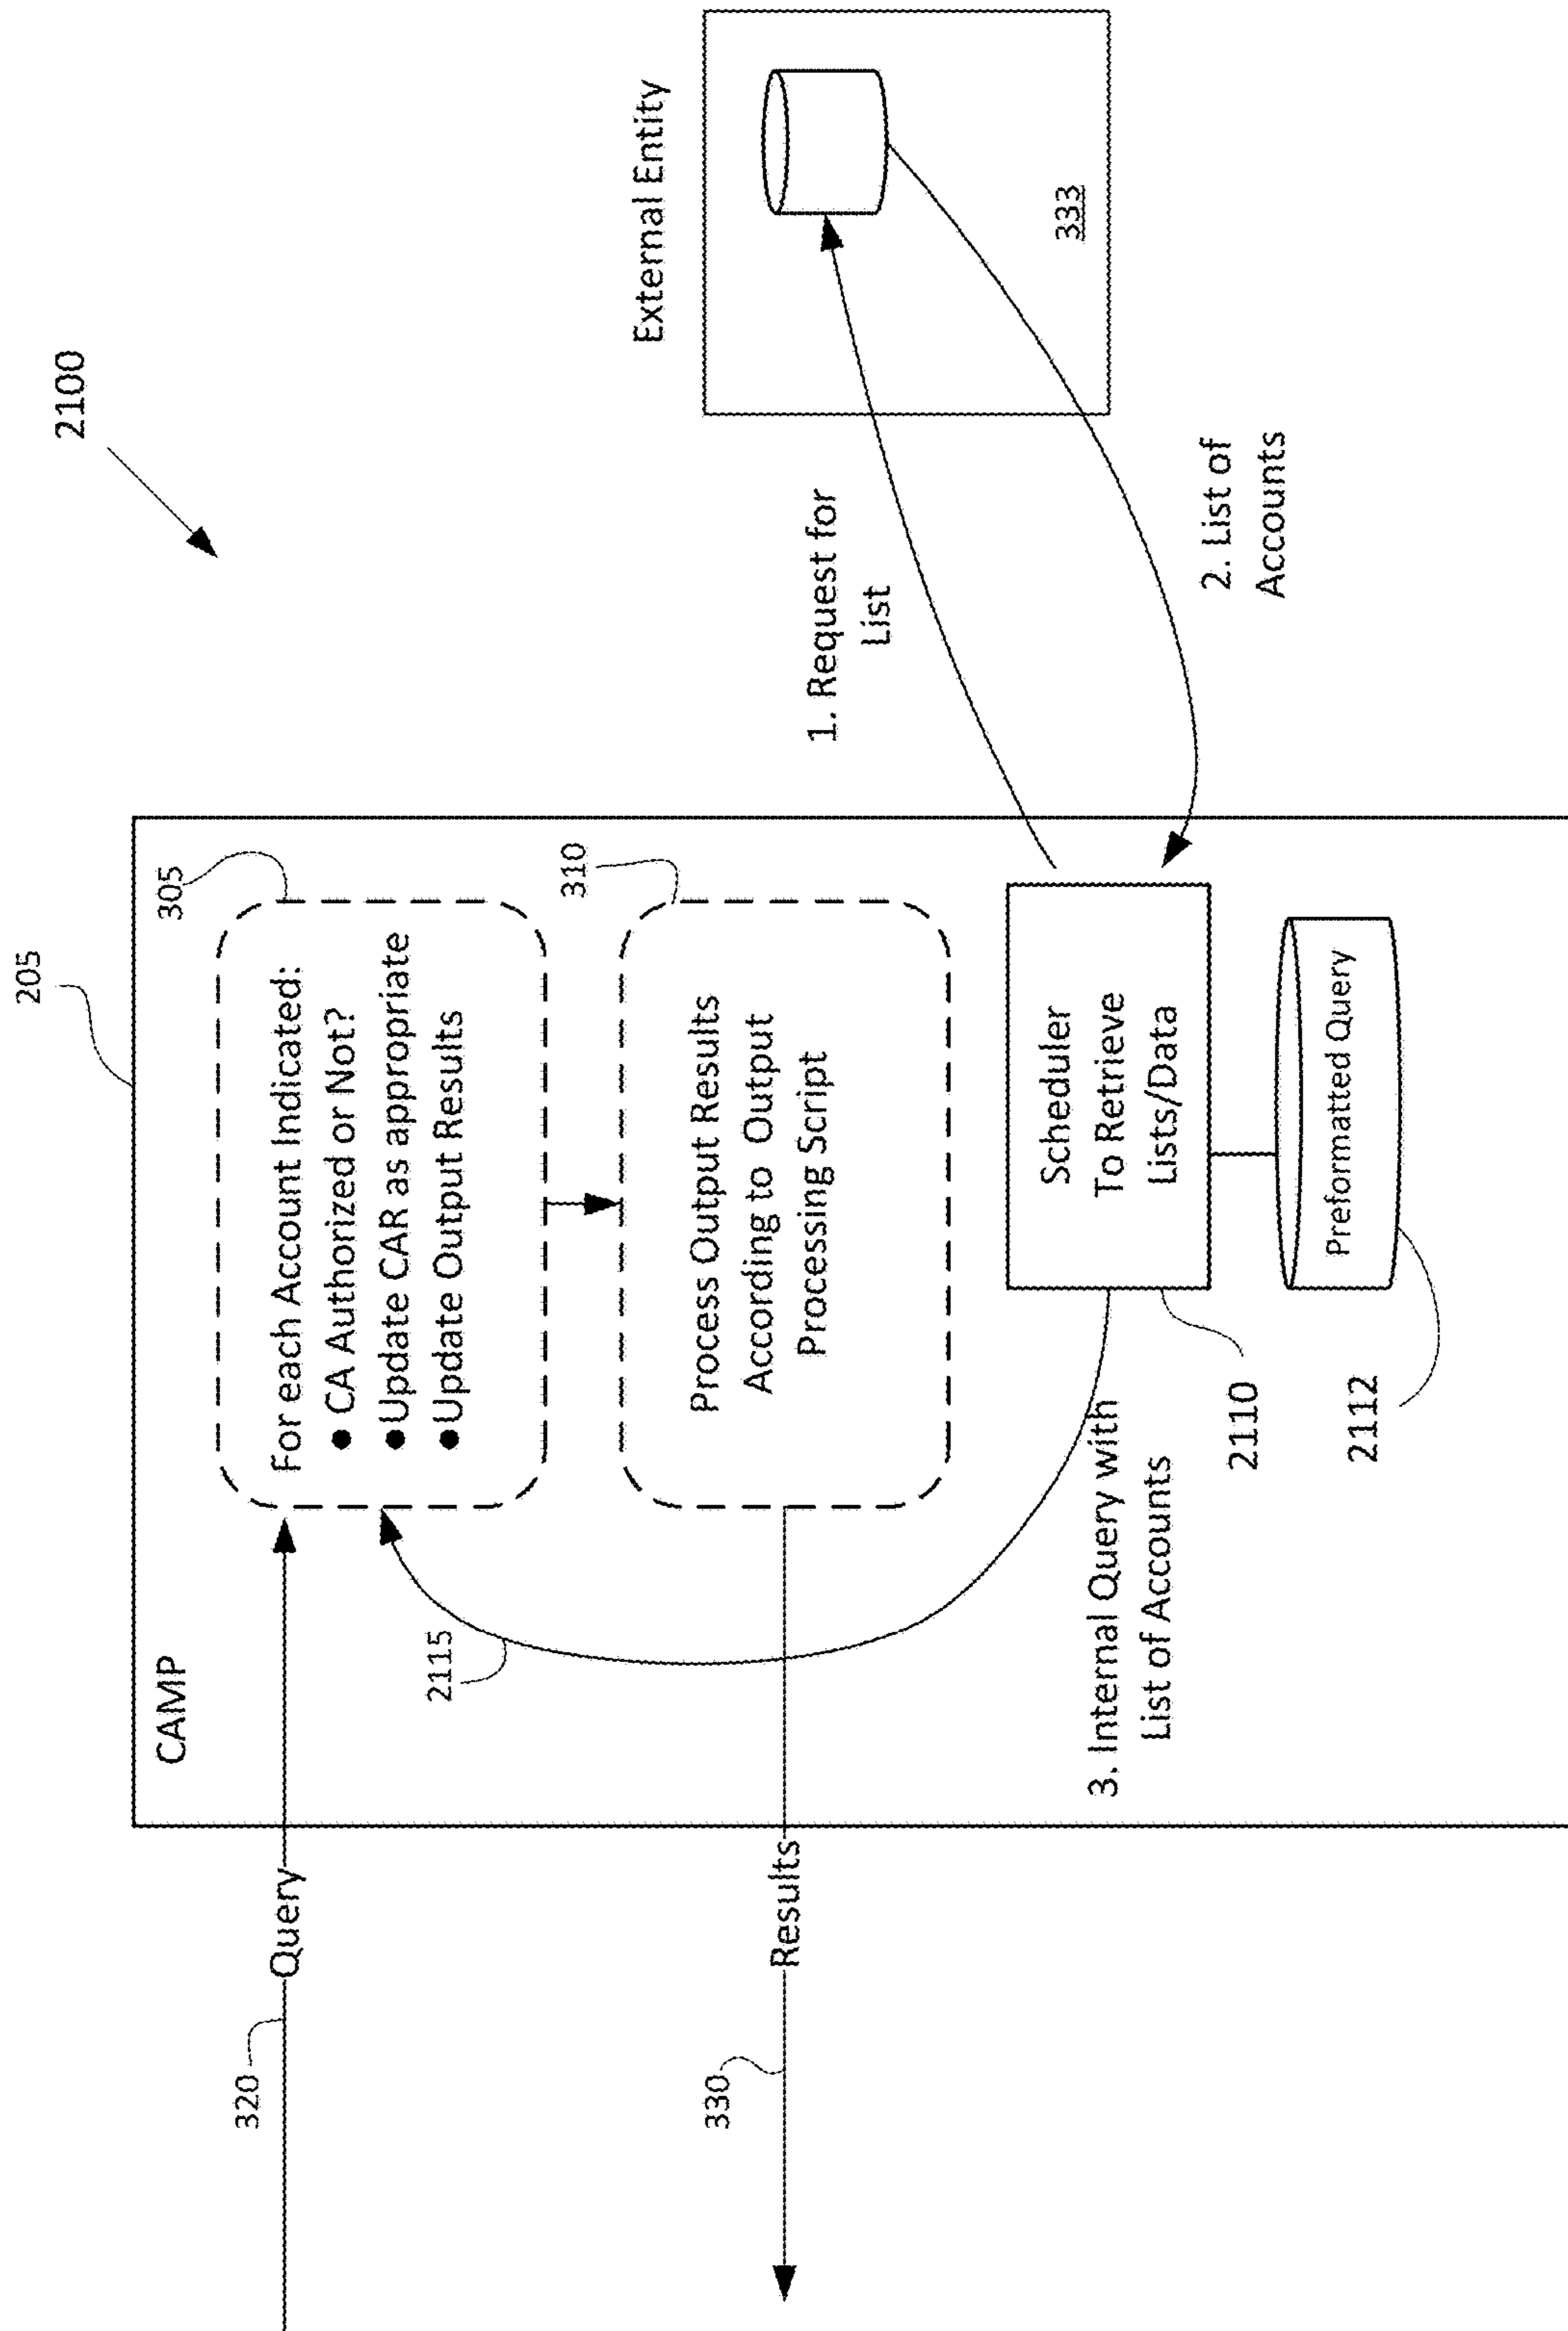 2100
205
CAMP
305
For each Account Indicated:
● CA Authorized or Not?
●Update CAR as appropriate
●Update Output Results
320
Query
2115
310
Process Output Results
According to Output
Processing Script
330
Results
External Entity
333
1. Request for
List
2. List of
Accounts
Scheduler
To Retrieve
Lists/Data
3. Internal Query with
List of Accounts
2110
Preformatted Query
2112